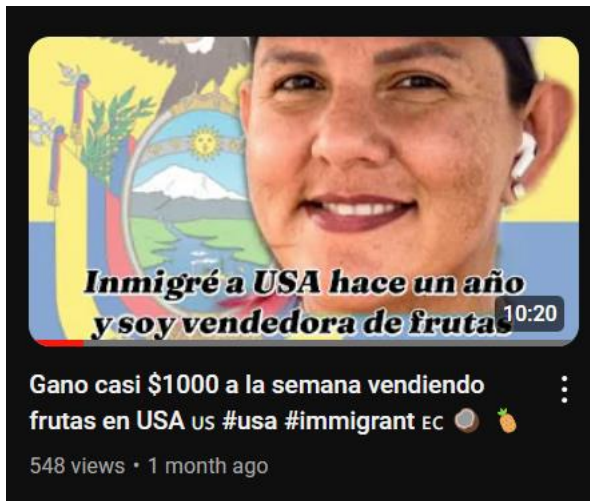 Inmigré a USA hace un año
y soy vendedora de frutas
10:20
Gano casi $1000 a la semana vendiendo
frutas en USA US #usa #immigrant EC 🥥 🍍
548 views • 1 month ago